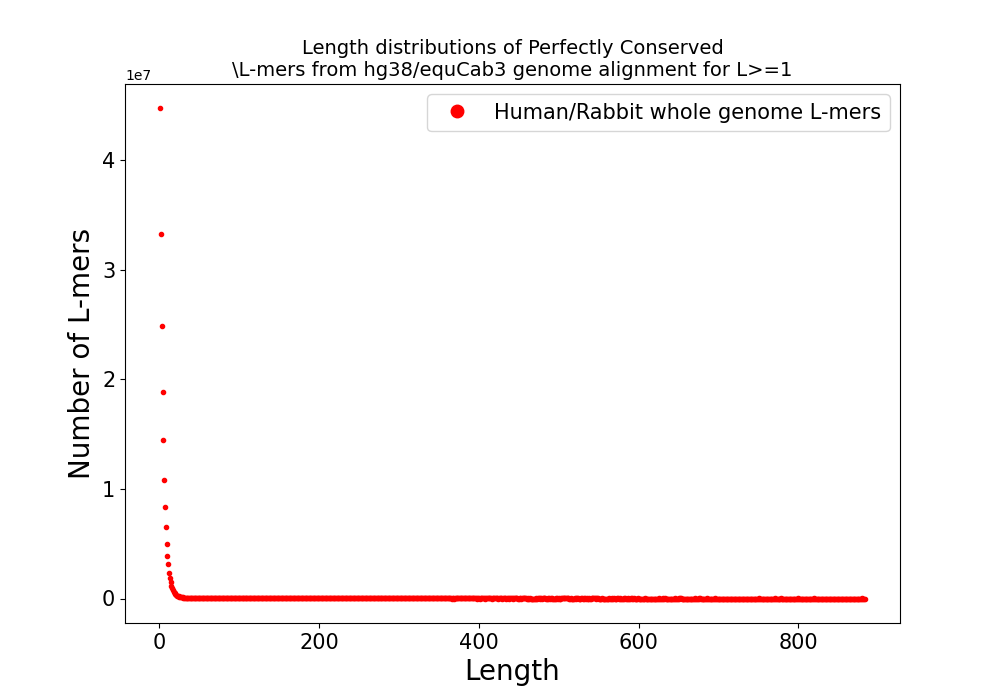 Length distributions of Perfectly Conserved
\L-mers from hg38/equCab3 genome alignment for L>=1
1e7
Human/Rabbit whole genome L-mers
4
3
2
1
0
Number of L-mers
0 200 400 600 800
Length